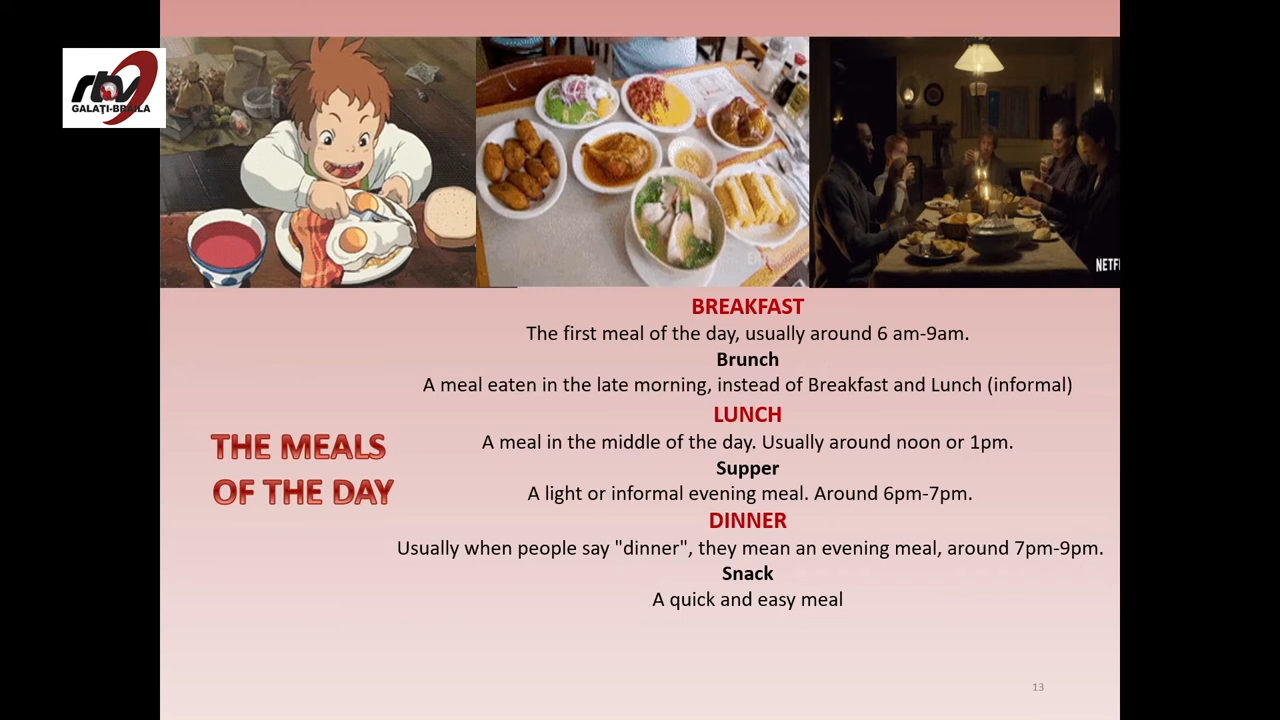 rtv
GALAŢI-BRĂILA
NETF
BREAKFAST
The first meal of the day, usually around 6 am-9am.
Brunch
A meal eaten in the late morning, instead of Breakfast and Lunch (informal)
LUNCH
A meal in the middle of the day. Usually around noon or 1pm.
Supper
A light or informal evening meal. Around 6pm-7pm.
DINNER
Usually when people say "dinner", they mean an evening meal, around 7pm-9pm.
Snack
A quick and easy meal
THE MEALS
OF THE DAY
13